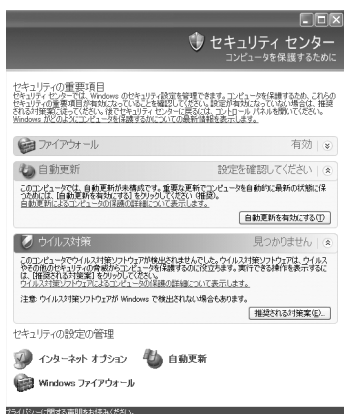 セキュリティ センター
コンピュータを保護するために
セキュリティの重要項目
セキュリティ センターでは、Windows のセキュリティ設定を管理できます。コンピュータを保護するため、これらの
セキュリティの重要項目が有効になっていることを確認してください。設定が有効になっていない場合は、推奨
される対策案に従ってください。後でセキュリティ センターに戻るには、コントロール パネルを開いてください。
Windows がどのようにコンピュータを保護するかについての最新情報を表示します。
ファイアウォール 有効
自動更新 設定を確認してください
このコンピュータでは、自動更新が未構成です。重要な更新でコンピュータを自動的に最新の状態に保
つためには、[自動更新を有効にする] をクリックしてください (推奨)。
自動更新によるコンピュータの保護の詳細について表示します。
自動更新を有効にする(T)
ウイルス対策 見つかりません
このコンピュータでウイルス対策ソフトウェアが検出されませんでした。ウイルス対策ソフトウェアは、ウイルス
やその他のセキュリティの脅威からコンピュータを保護するのに役立ちます。実行できる操作を表示するに
は、[推奨される対策案] をクリックしてください。
ウイルス対策ソフトウェアによるコンピュータの保護の詳細について表示します。
注意: ウイルス対策ソフトウェアが Windows で検出されない場合もあります。
推奨される対策案(E)...
セキュリティの設定の管理
インターネット オプション 自動更新
Windows ファイアウォール
プライバシーに関する声明をお読みください。